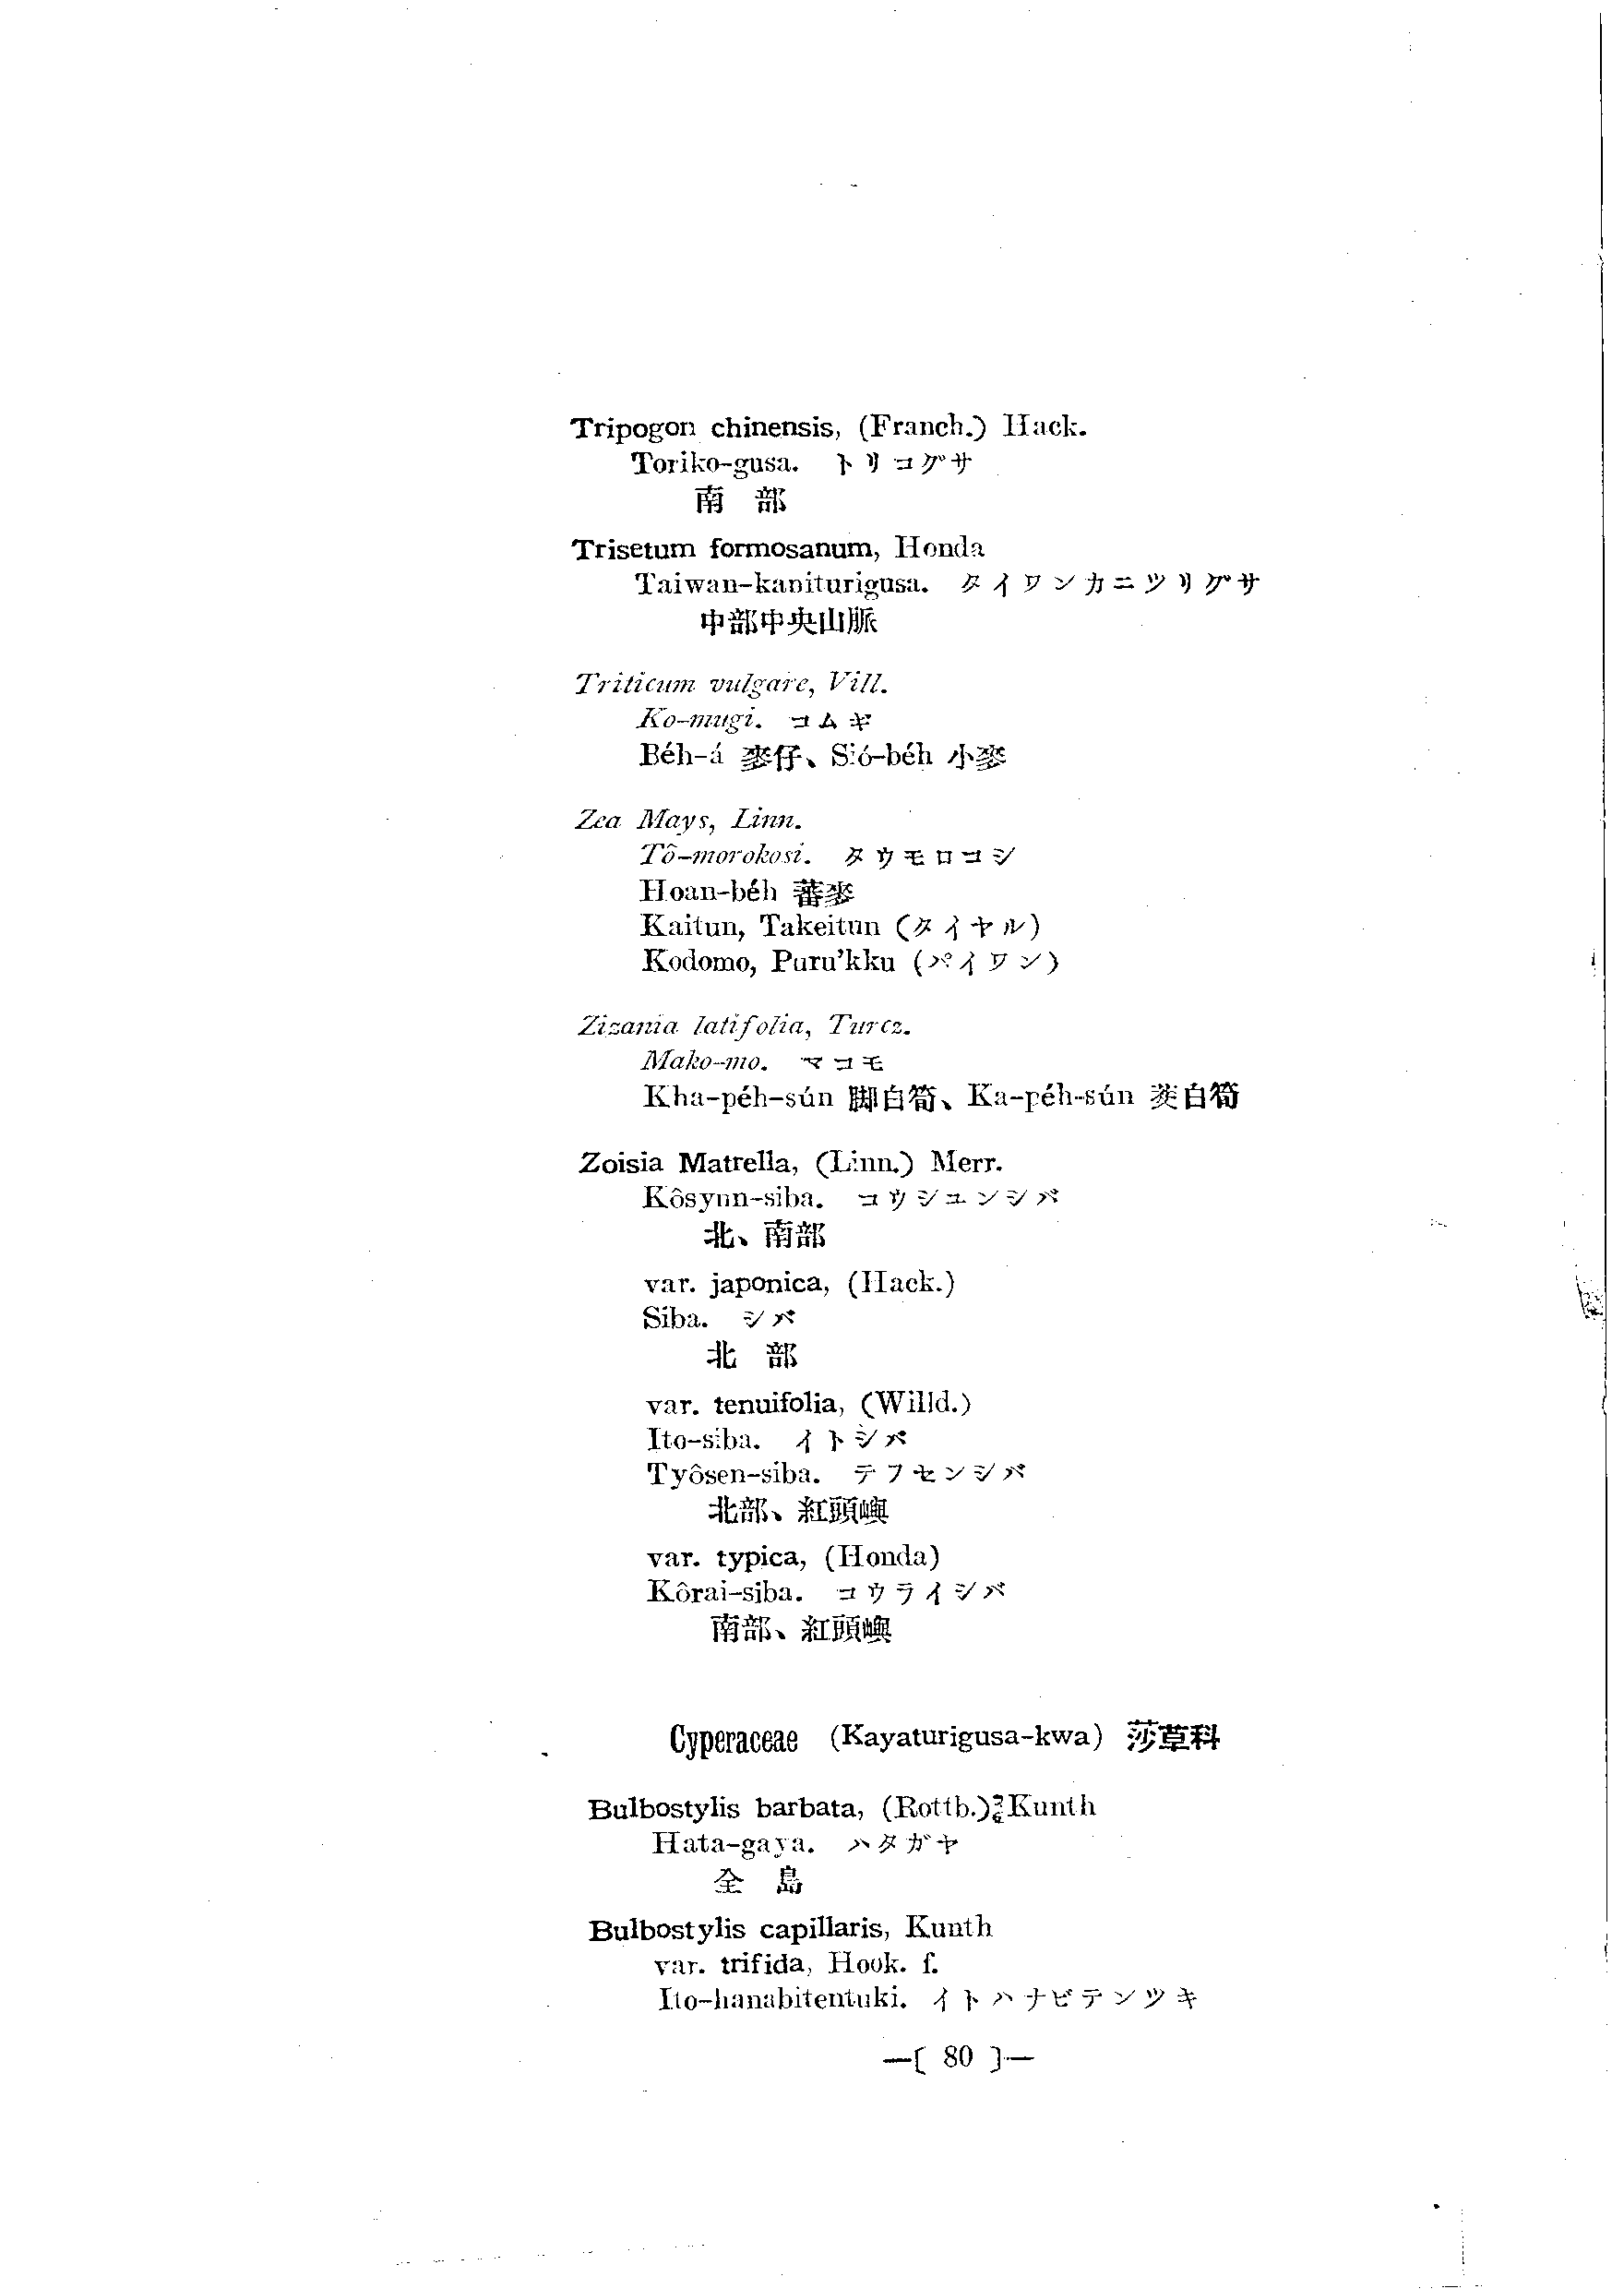 Tripogon chinensis, (Franch.) Hack.
Toriko-gusa. トリコグサ
南 部
Trisetum formosanum, Honda
Taiwan-kaniturigusa. タイワンカニツリグサ
中部中央山脈
Triticum vulgare, Vill.
Ko-mugi. コムギ
Béh-á 麥仔、Sió-béh 小麥
Zea Mays, Linn.
Tô-morokosi. タウモロコシ
Hoan-béh 蕃麥
Kaitun, Takeitun (タイヤル)
Kodomo, Puru'kku (パイワン)
Zizania latifolia, Turcz.
Mako-mo. マコモ
Kha-péh-sún 脚白筍、Ka-péh-sún 茭白筍
Zoisia Matrella, (Linn.) Merr.
Kôsyun-siba. コウシユンシバ
北、南部
var. japonica, (Hack.)
Siba. シバ
北 部
var. tenuifolia, (Willd.)
Ito-siba. イトシバ
Tyôsen-siba. テフセンシバ
北部、紅頭嶼
var. typica, (Honda)
Kôrai-siba. コウライシバ
南部、紅頭嶼
Cyperaceae (Kayaturigusa-kwa) 莎草科
Bulbostylis barbata, (Rottb.) Kunth
Hata-gaya. ハタガヤ
全 島
Bulbostylis capillaris, Kunth
var. trifida, Hook. f.
Ito-hanabitentuki. イトハナビテンツキ
—[ 80 ]—